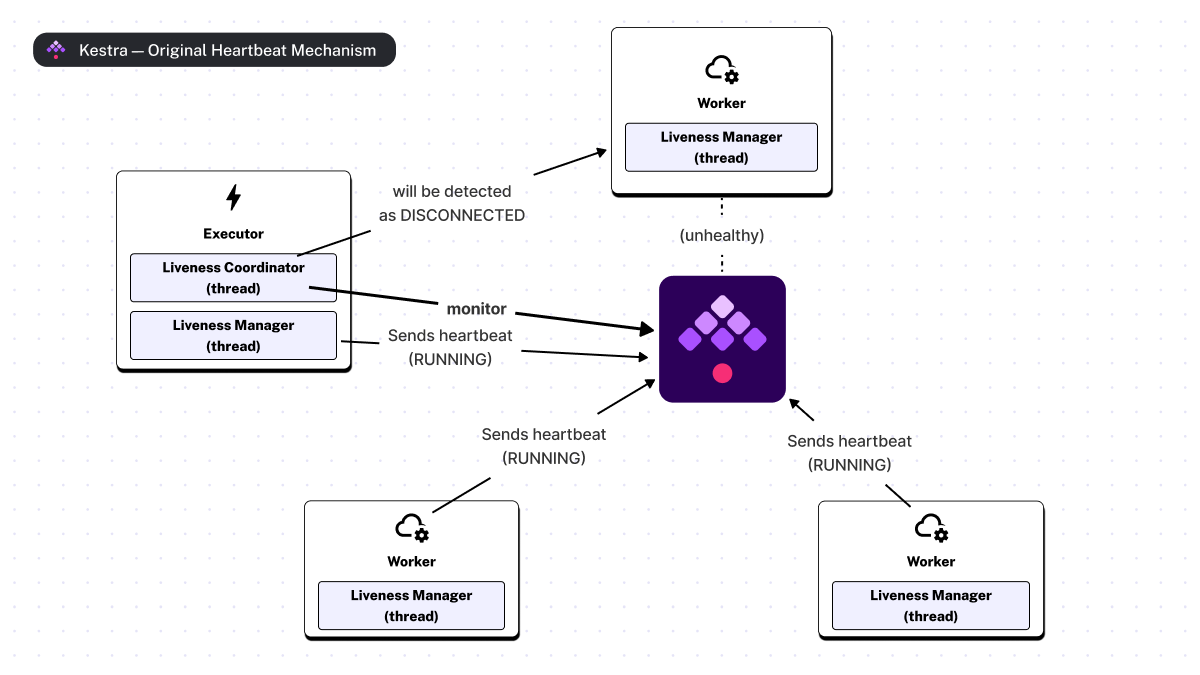 Kestra — Original Heartbeat Mechanism
Worker
Liveness Manager
(thread)
will be detected
as DISCONNECTED
Executor
Liveness Coordinator
(thread)
Liveness Manager
(thread)
(unhealthy)
monitor
Sends heartbeat
(RUNNING)
Sends heartbeat
(RUNNING)
Sends heartbeat
(RUNNING)
Worker
Liveness Manager
(thread)
Worker
Liveness Manager
(thread)